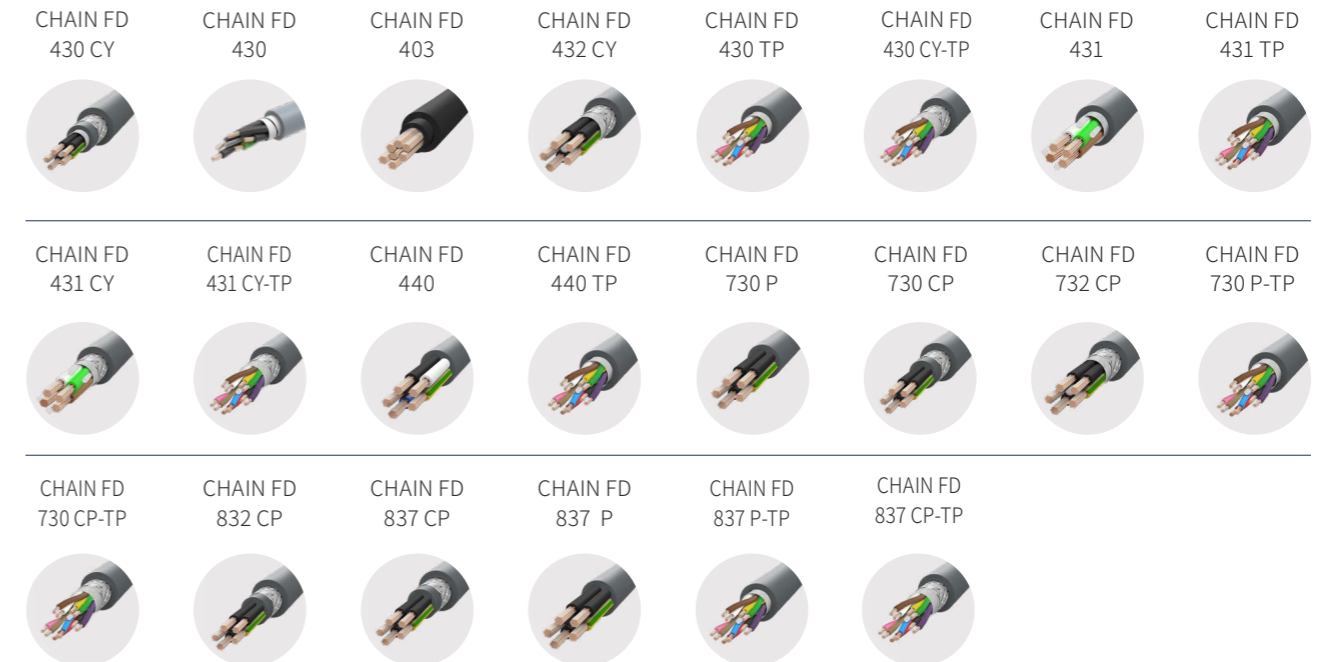 CHAIN FD
430 CY
CHAIN FD
430
CHAIN FD
403
CHAIN FD
432 CY
CHAIN FD
430 TP
CHAIN FD
430 CY-TP
CHAIN FD
431
CHAIN FD
431 TP
CHAIN FD
431 CY
CHAIN FD
431 CY-TP
CHAIN FD
440
CHAIN FD
440 TP
CHAIN FD
730 P
CHAIN FD
730 CP
CHAIN FD
732 CP
CHAIN FD
730 P-TP
CHAIN FD
730 CP-TP
CHAIN FD
832 CP
CHAIN FD
837 CP
CHAIN FD
837 P
CHAIN FD
837 P-TP
CHAIN FD
837 CP-TP